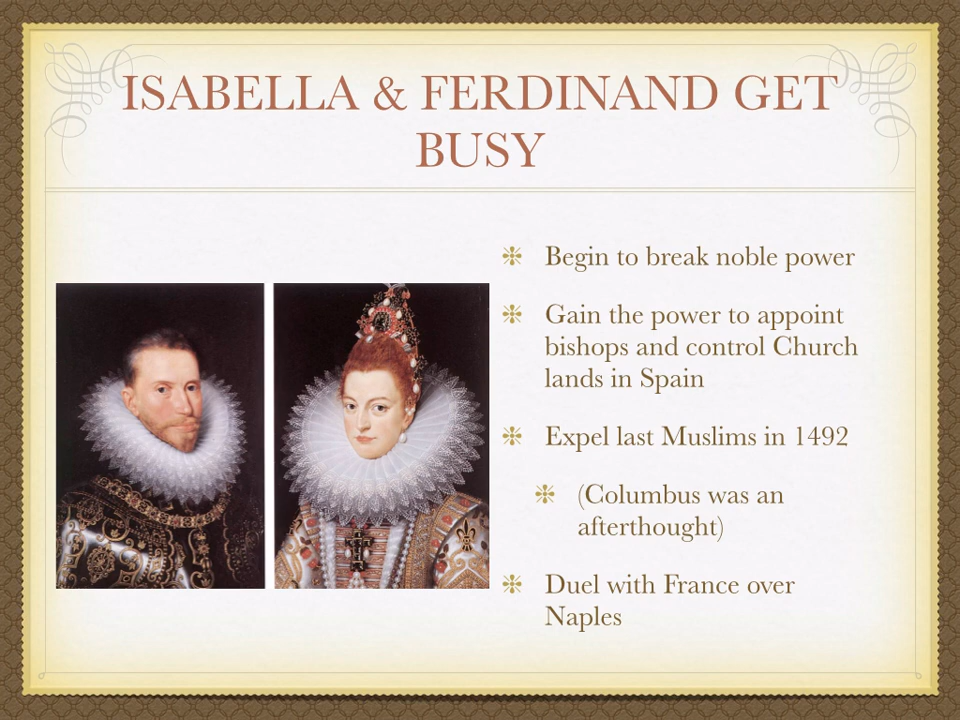 ISABELLA & FERDINAND GET
BUSY
Begin to break noble power
Gain the power to appoint
bishops and control Church
lands in Spain
Expel last Muslims in 1492
(Columbus was an
afterthought)
Duel with France over
Naples